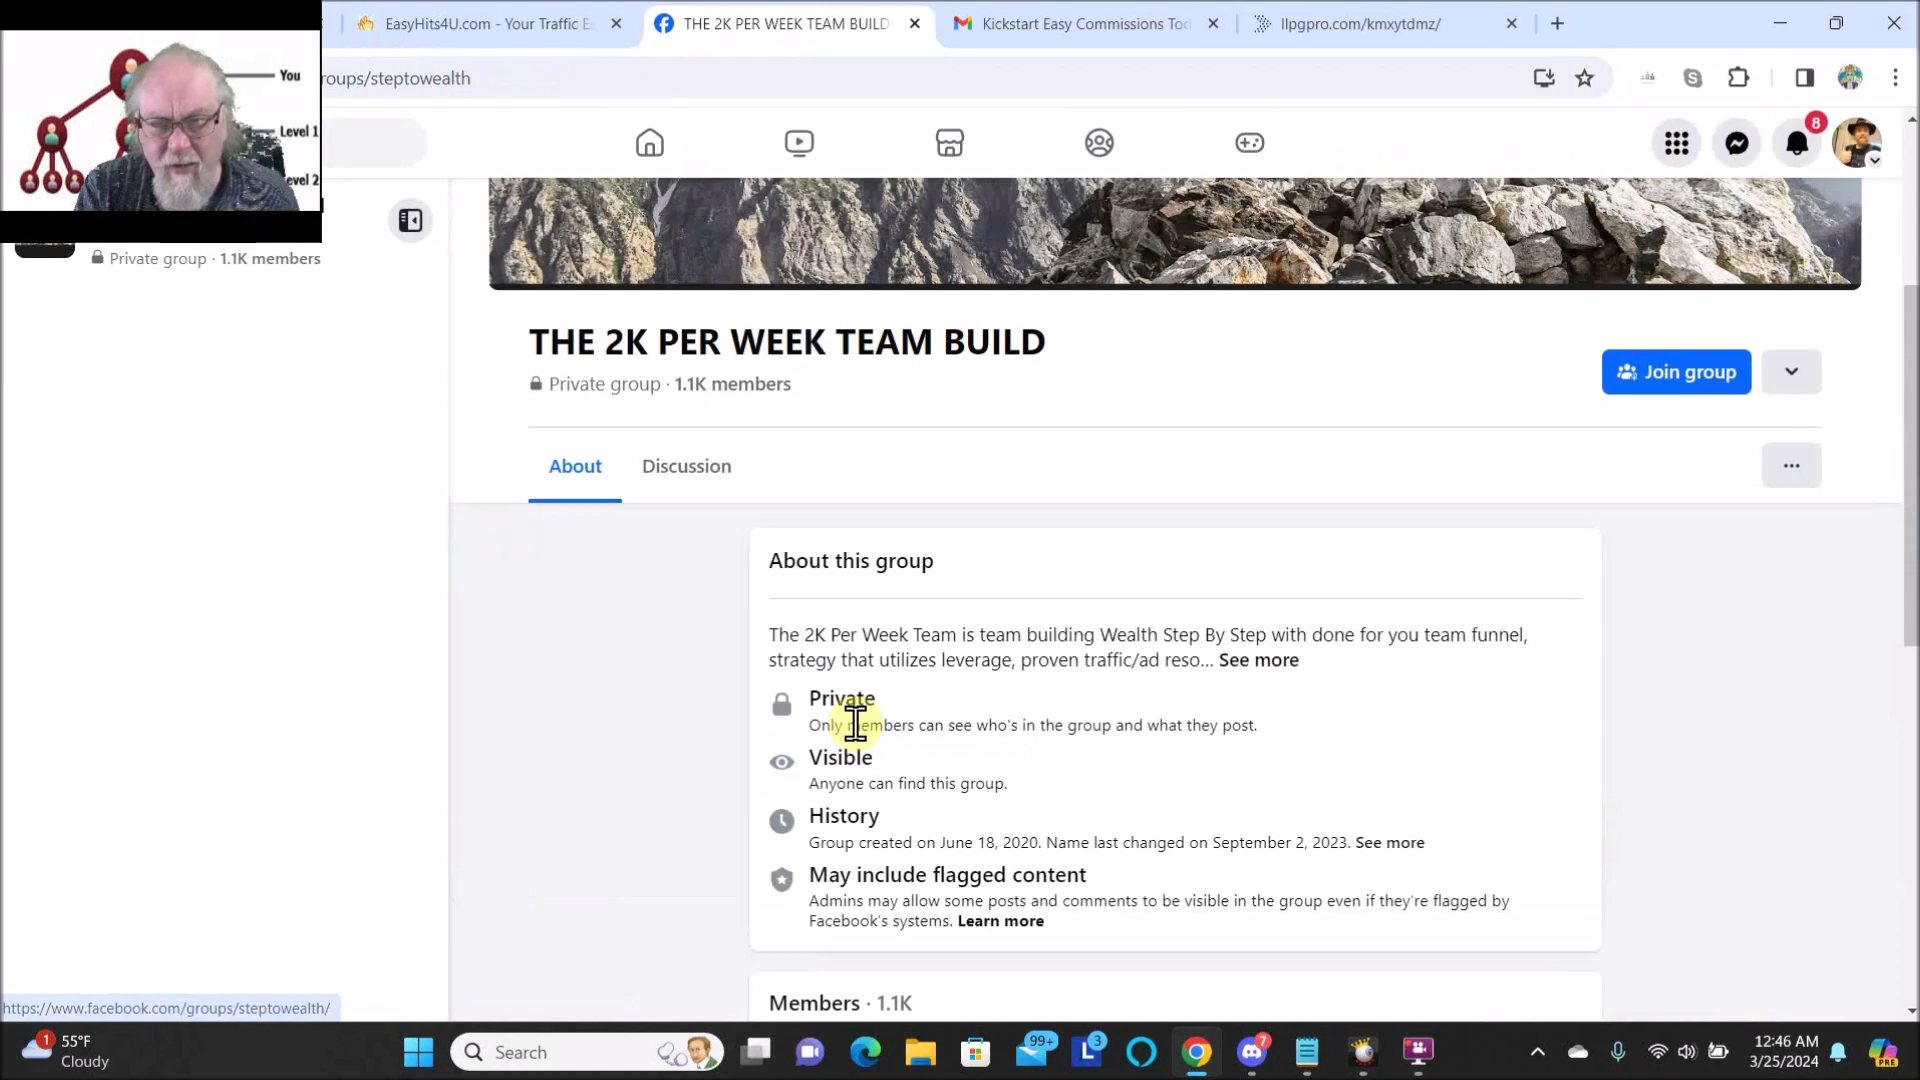 EasyHits4U.com - Your Traffic E
THE 2K PER WEEK TEAM BUILD
Kickstart Easy Commissions Tod
llpgpro.com/kmxytdmz/
You
Level 1
evel 2
roups/steptowealth
8
Private group · 1.1K members
THE 2K PER WEEK TEAM BUILD
Private group · 1.1K members
Join group
About
Discussion
About this group
The 2K Per Week Team is team building Wealth Step By Step with done for you team funnel,
strategy that utilizes leverage, proven traffic/ad reso... See more
Private
Only members can see who's in the group and what they post.
Visible
Anyone can find this group.
History
Group created on June 18, 2020. Name last changed on September 2, 2023. See more
May include flagged content
Admins may allow some posts and comments to be visible in the group even if they're flagged by
Facebook's systems. Learn more
Members · 1.1K
https://www.facebook.com/groups/steptowealth/
1
55°F
Cloudy
Search
99+
L
3
7
12:46 AM
3/25/2024
PRE